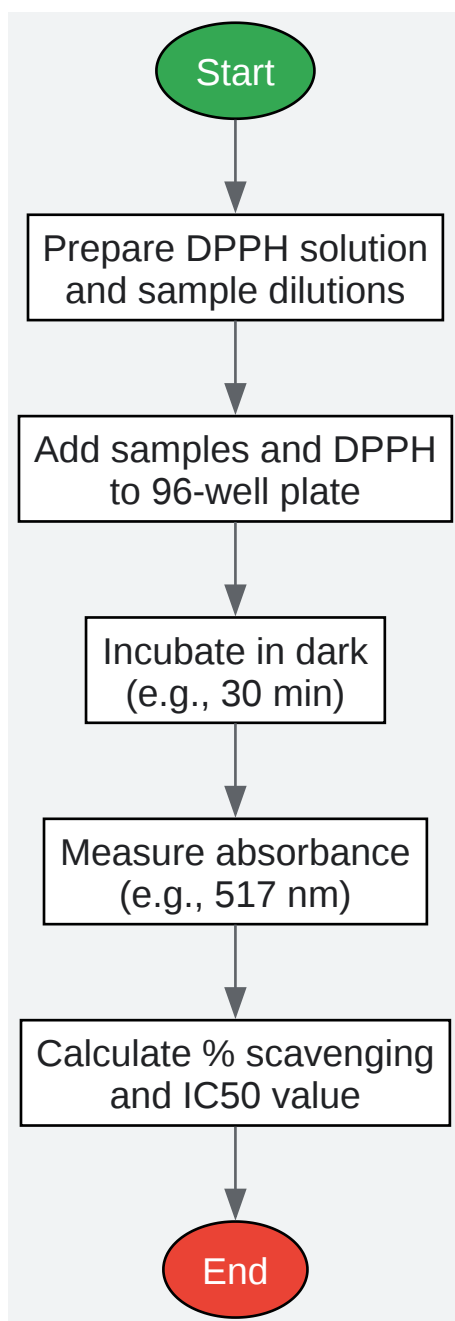 Start
Prepare DPPH solution
and sample dilutions
Add samples and DPPH
to 96-well plate
Incubate in dark
(e.g., 30 min)
Measure absorbance
(e.g., 517 nm)
Calculate % scavenging
and IC50 value
End